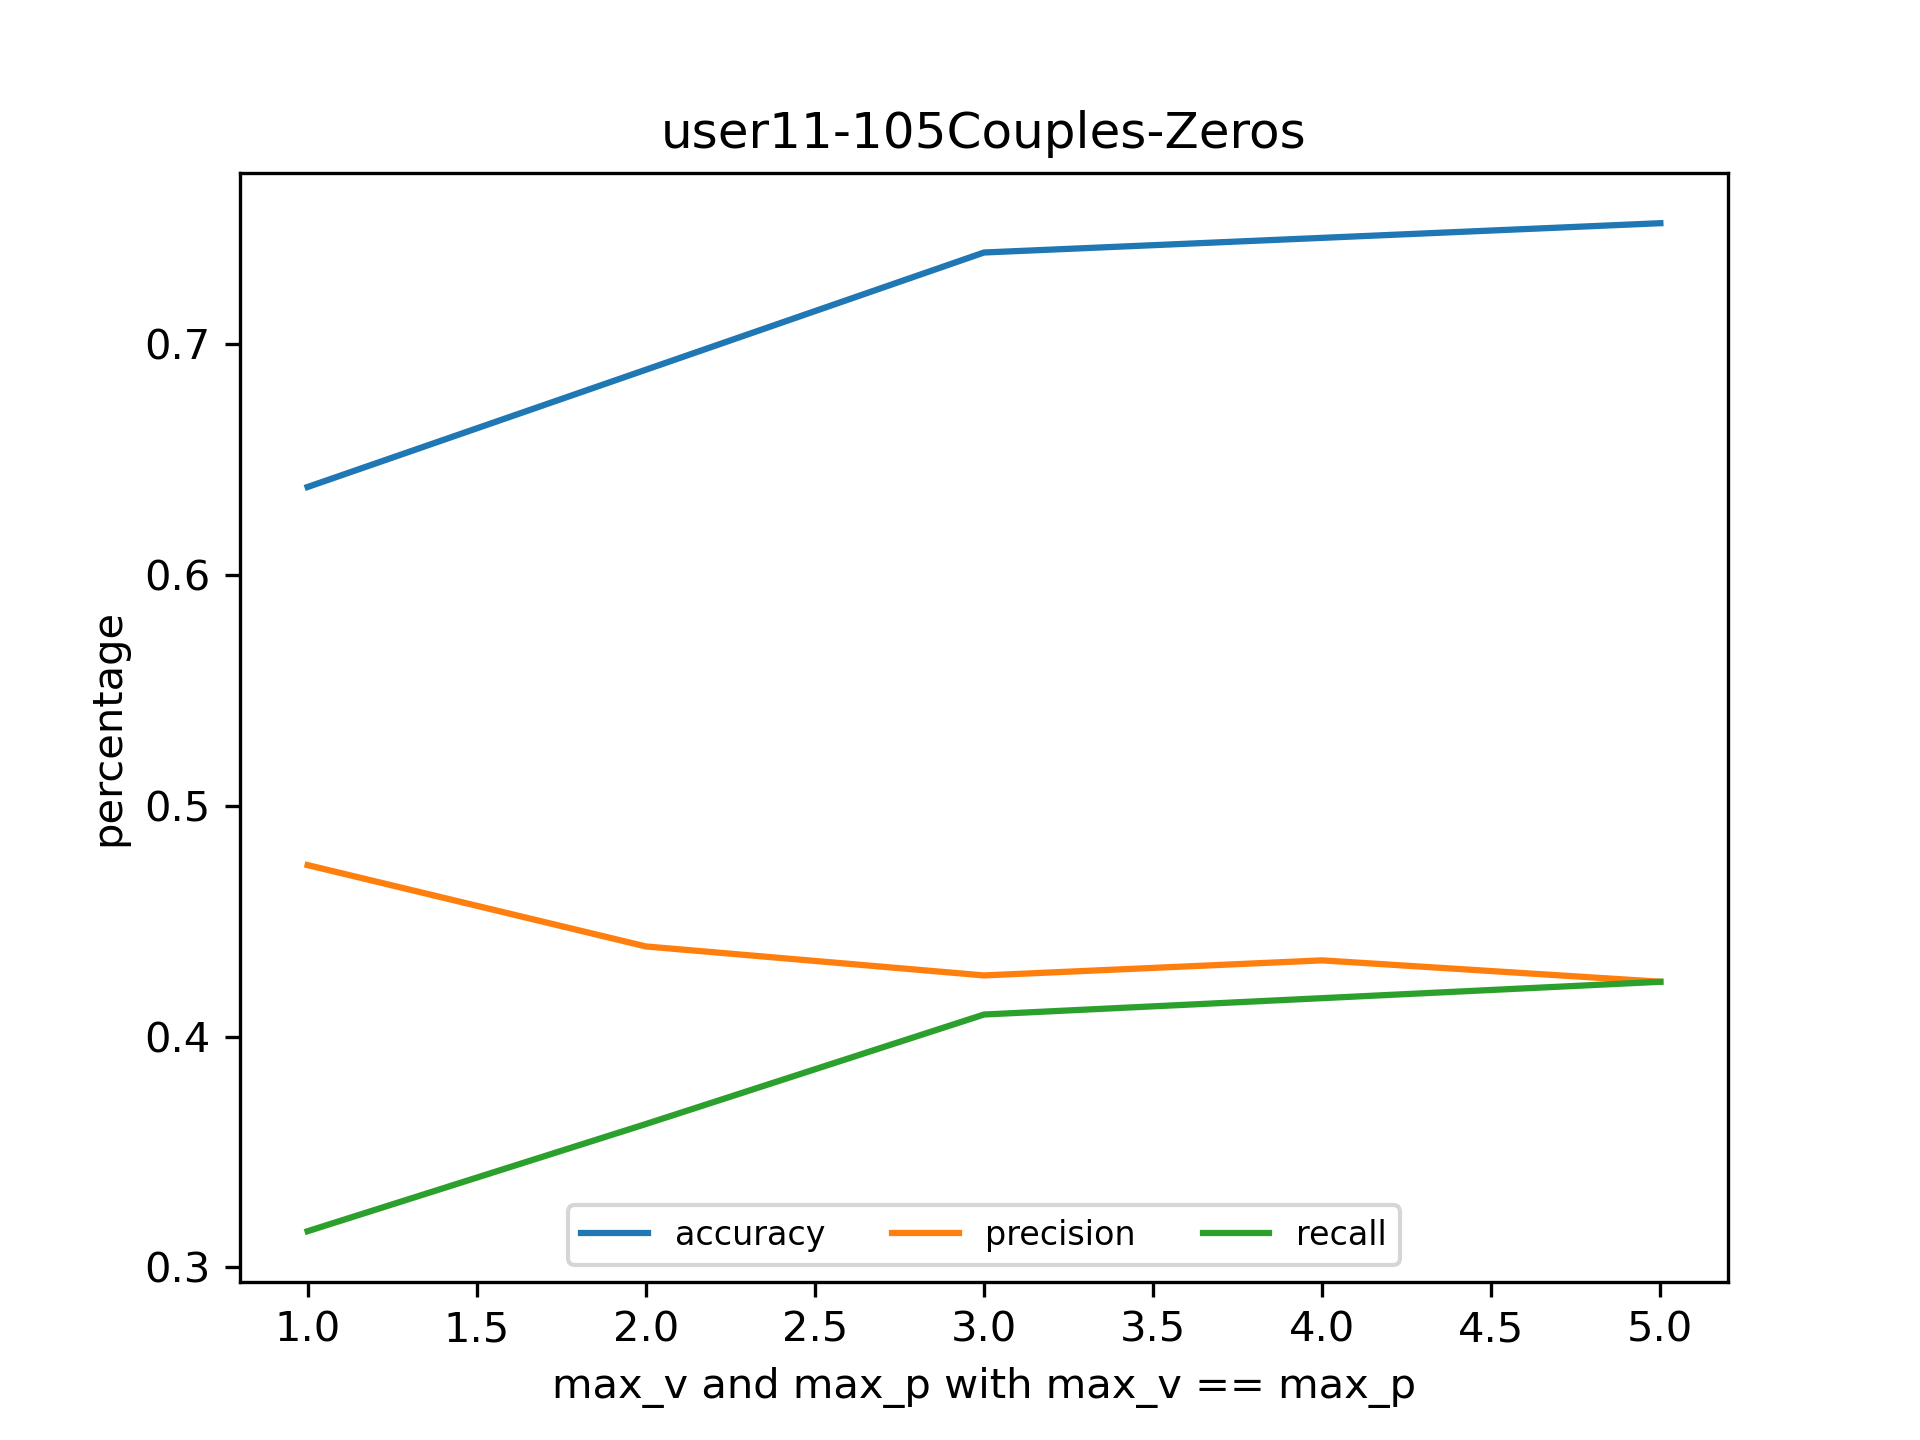 user11-105Couples-Zeros
percentage
0.7
0.6
0.5
0.4
0.3
accuracy precision recall
1.0 1.5 2.0 2.5 3.0 3.5 4.0 4.5 5.0
max_v and max_p with max_v == max_p